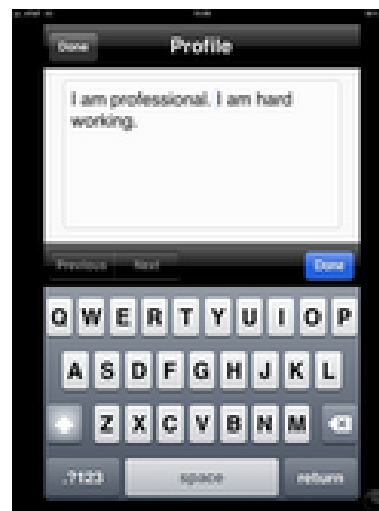 Done Profile
I am professional. I am hard
working.
Previous Next Done
Q W E R T Y U I O P
A S D F G H J K L
Z X C V B N M
.?123 space return